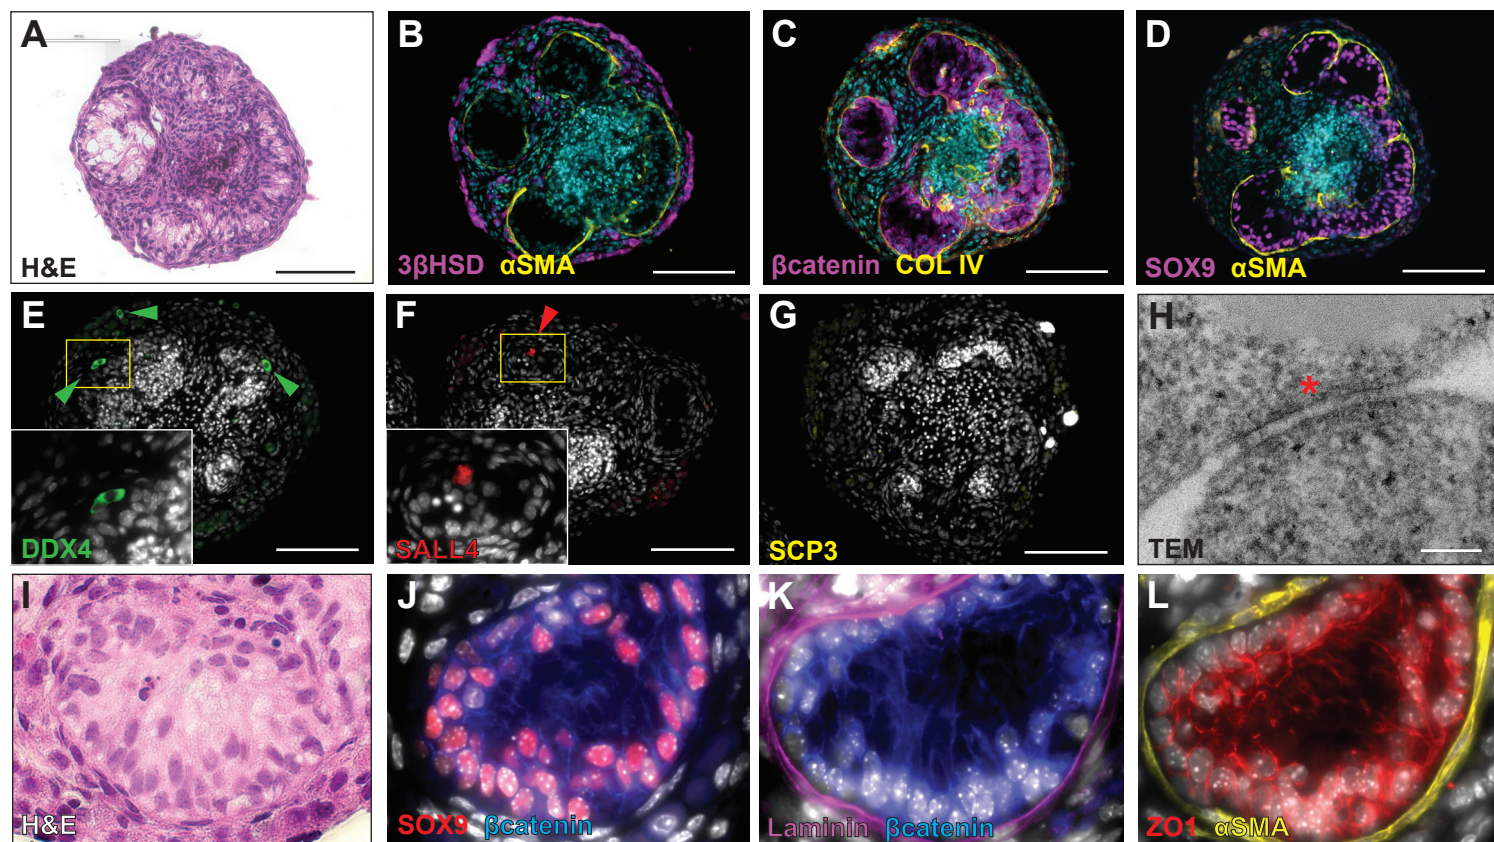 A
H&E
B
3βHSD αSMA
C
βcatenin COL IV
D
SOX9 αSMA
E
DDX4
F
SALL4
G
SCP3
H
*
TEM
I
H&E
J
SOX9 βcatenin
K
Laminin βcatenin
L
ZO1 αSMA